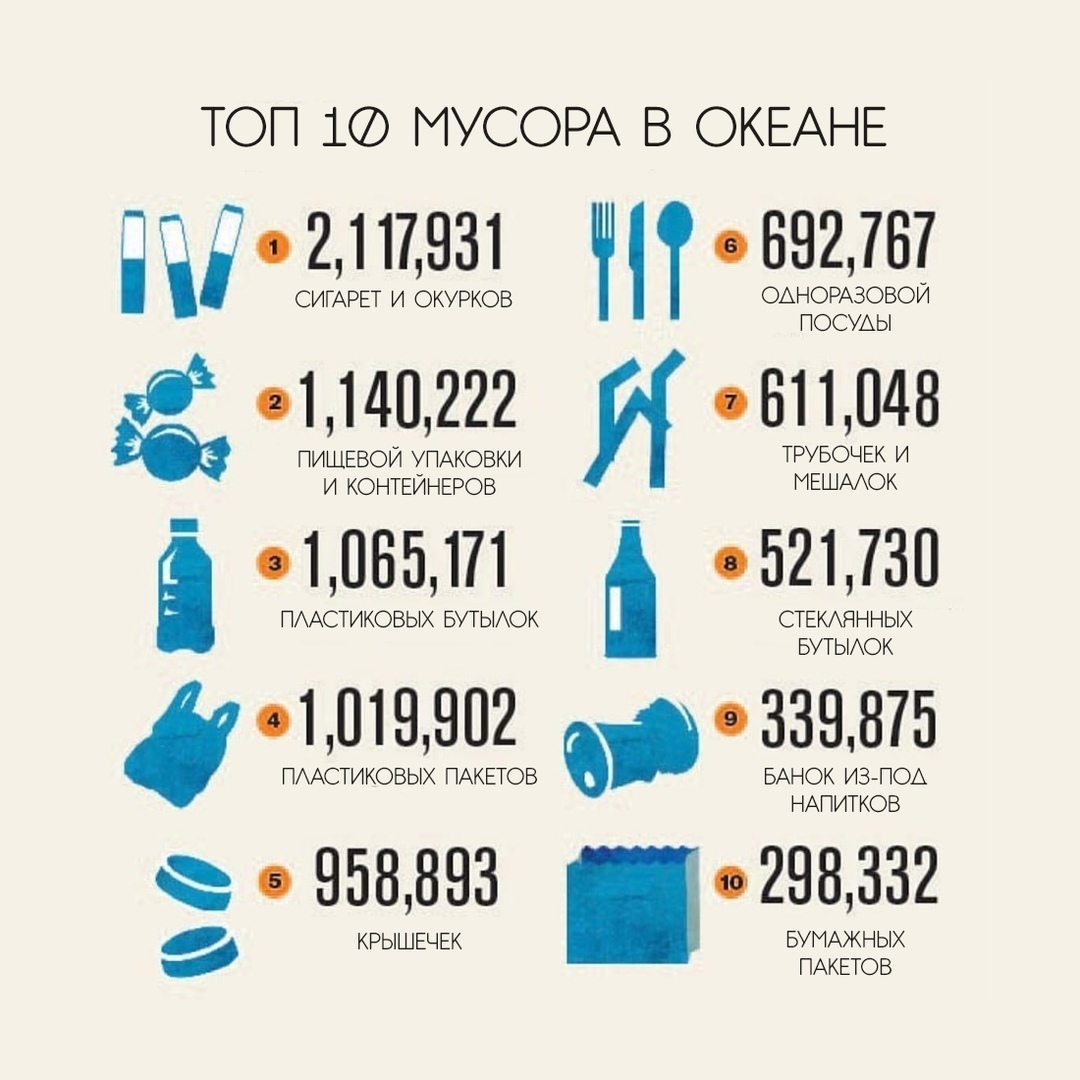 ТОП 10 МУСОРА В ОКЕАНЕ
1 2,117,931
СИГАРЕТ И ОКУРКОВ
2 1,140,222
ПИЩЕВОЙ УПАКОВКИ
И КОНТЕЙНЕРОВ
3 1,065,171
ПЛАСТИКОВЫХ БУТЫЛОК
4 1,019,902
ПЛАСТИКОВЫХ ПАКЕТОВ
5 958,893
КРЫШЕЧЕК
6 692,767
ОДНОРАЗОВОЙ
ПОСУДЫ
7 611,048
ТРУБОЧЕК И
МЕШАЛОК
8 521,730
СТЕКЛЯННЫХ
БУТЫЛОК
9 339,875
БАНОК ИЗ-ПОД
НАПИТКОВ
10 298,332
БУМАЖНЫХ
ПАКЕТОВ